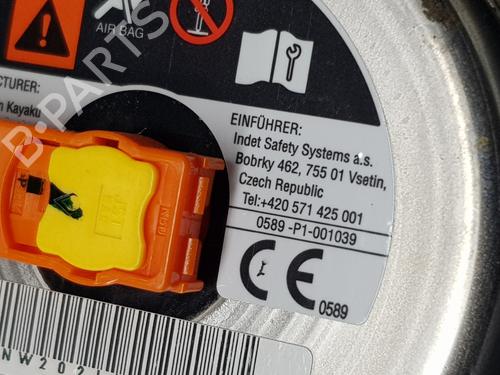 AIR BAG
CTURER:
n Kayaku
EINFÜHRER:
Indet Safety Systems a.s.
Bobrky 462, 755 01 Vsetin,
Czech Republic
Tel:+420 571 425 001
0589 -P1-001039
CE 0589
NW202
B-PARTS